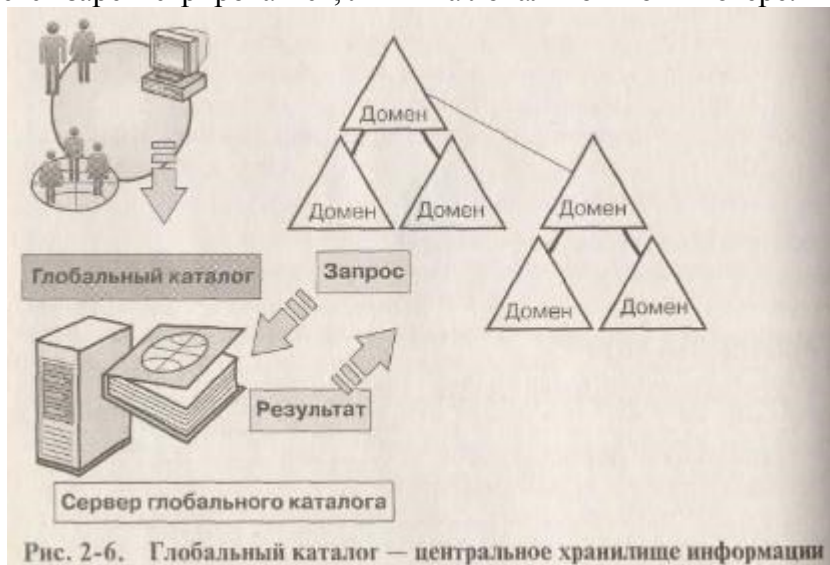 Домен
Домен
Домен
Домен
Домен
Домен
Глобальный каталог
Запрос
Результат
Сервер глобального каталога
Рис. 2-6. Глобальный каталог — центральное хранилище информации